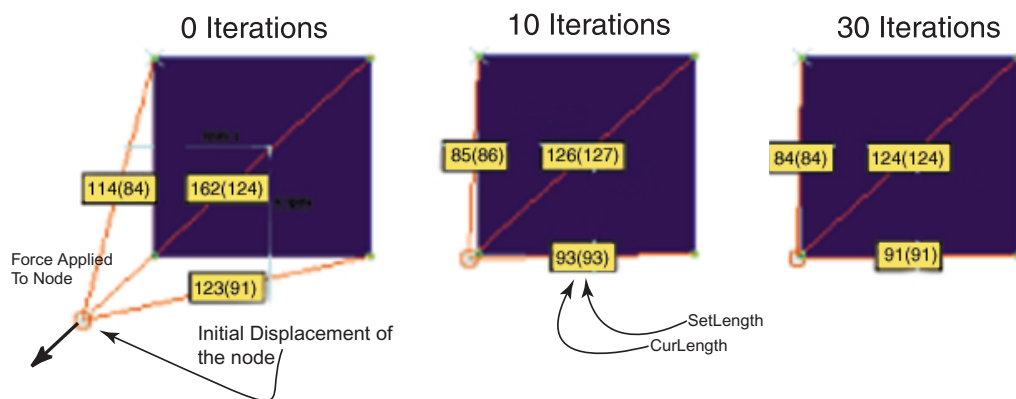 0 Iterations
10 Iterations
30 Iterations
114(84)
162(124)
123(91)
Force Applied
To Node
Initial Displacement of
the node
85(86)
126(127)
93(93)
SetLength
CurLength
84(84)
124(124)
91(91)